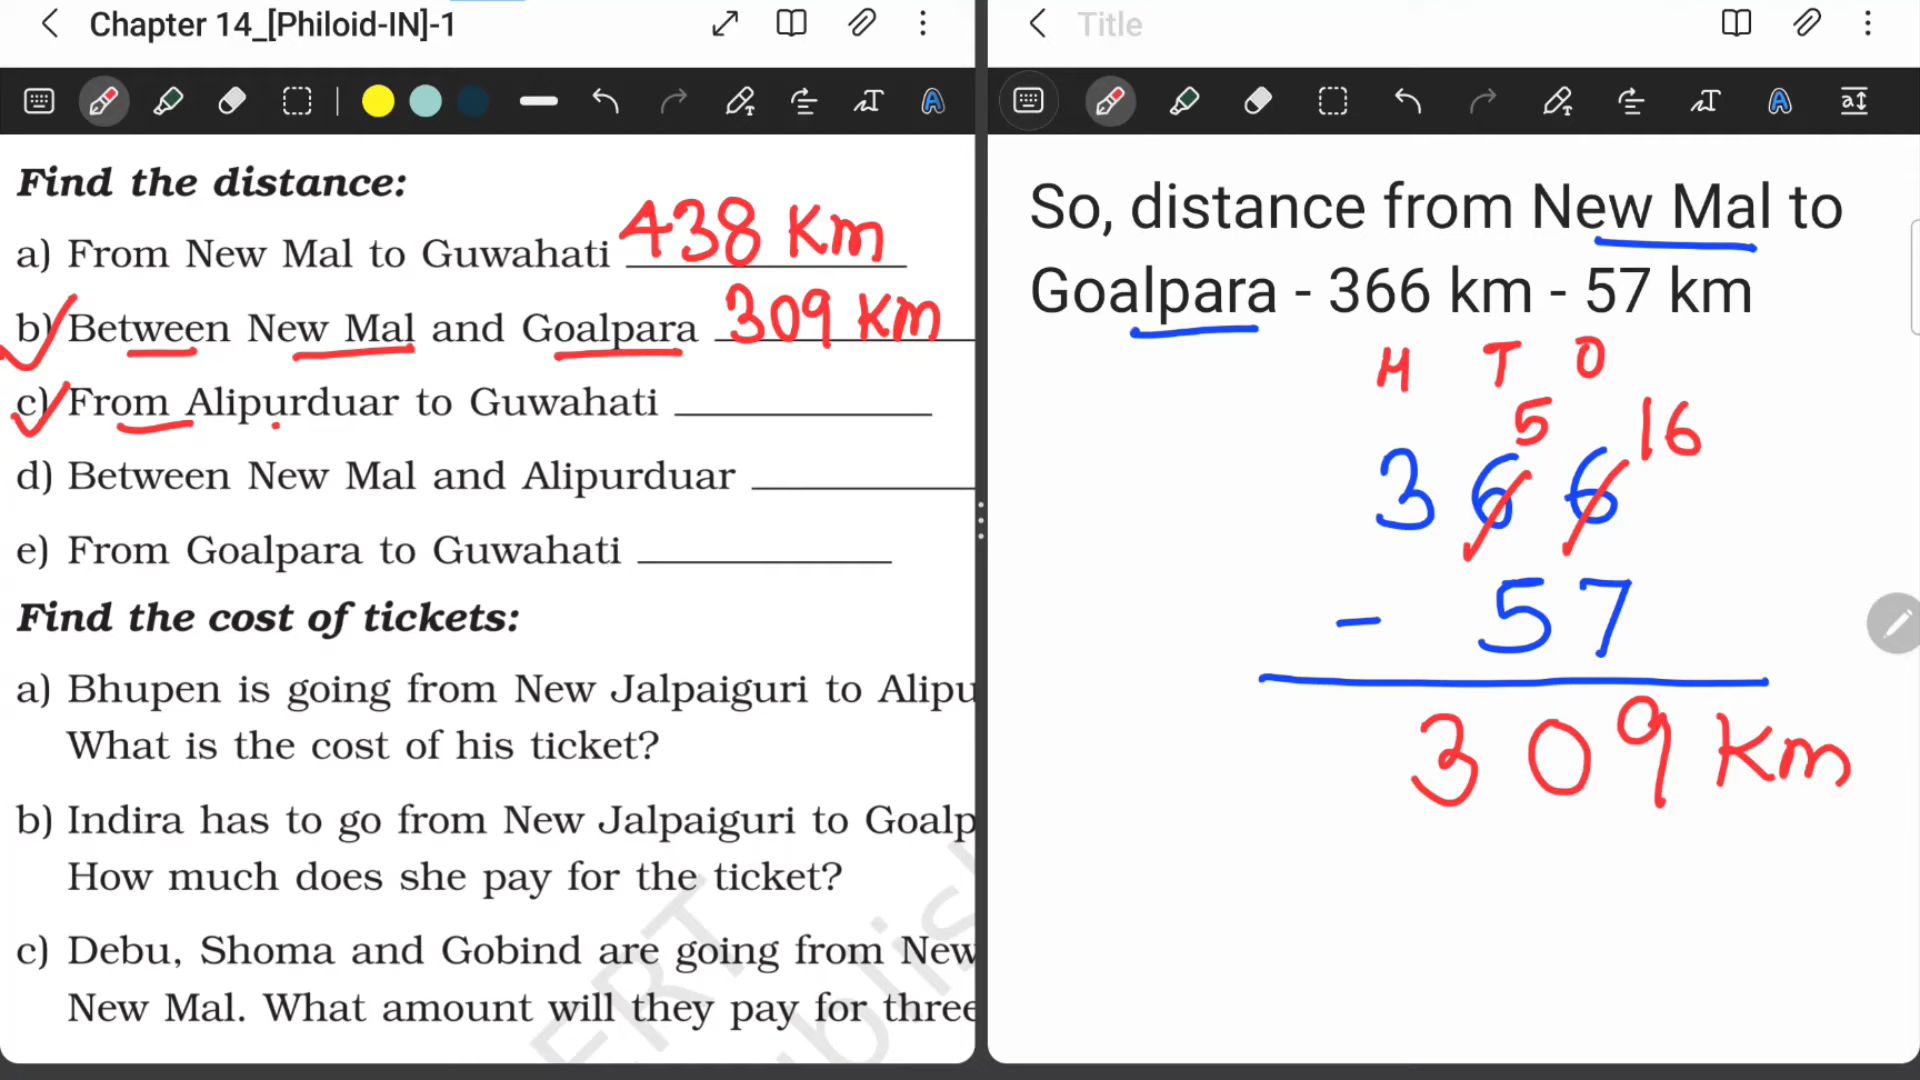 Chapter 14_[Philoid-IN]-1
Find the distance:
a) From New Mal to Guwahati 438 Km
b) Between New Mal and Goalpara 309 Km
c) From Alipurduar to Guwahati
d) Between New Mal and Alipurduar
e) From Goalpara to Guwahati
Find the cost of tickets:
a) Bhupen is going from New Jalpaiguri to Alipu
What is the cost of his ticket?
b) Indira has to go from New Jalpaiguri to Goalp
How much does she pay for the ticket?
c) Debu, Shoma and Gobind are going from New
New Mal. What amount will they pay for three
Title
So, distance from New Mal to
Goalpara - 366 km - 57 km
H T O
5 16
3 6 6
- 57
309 Km